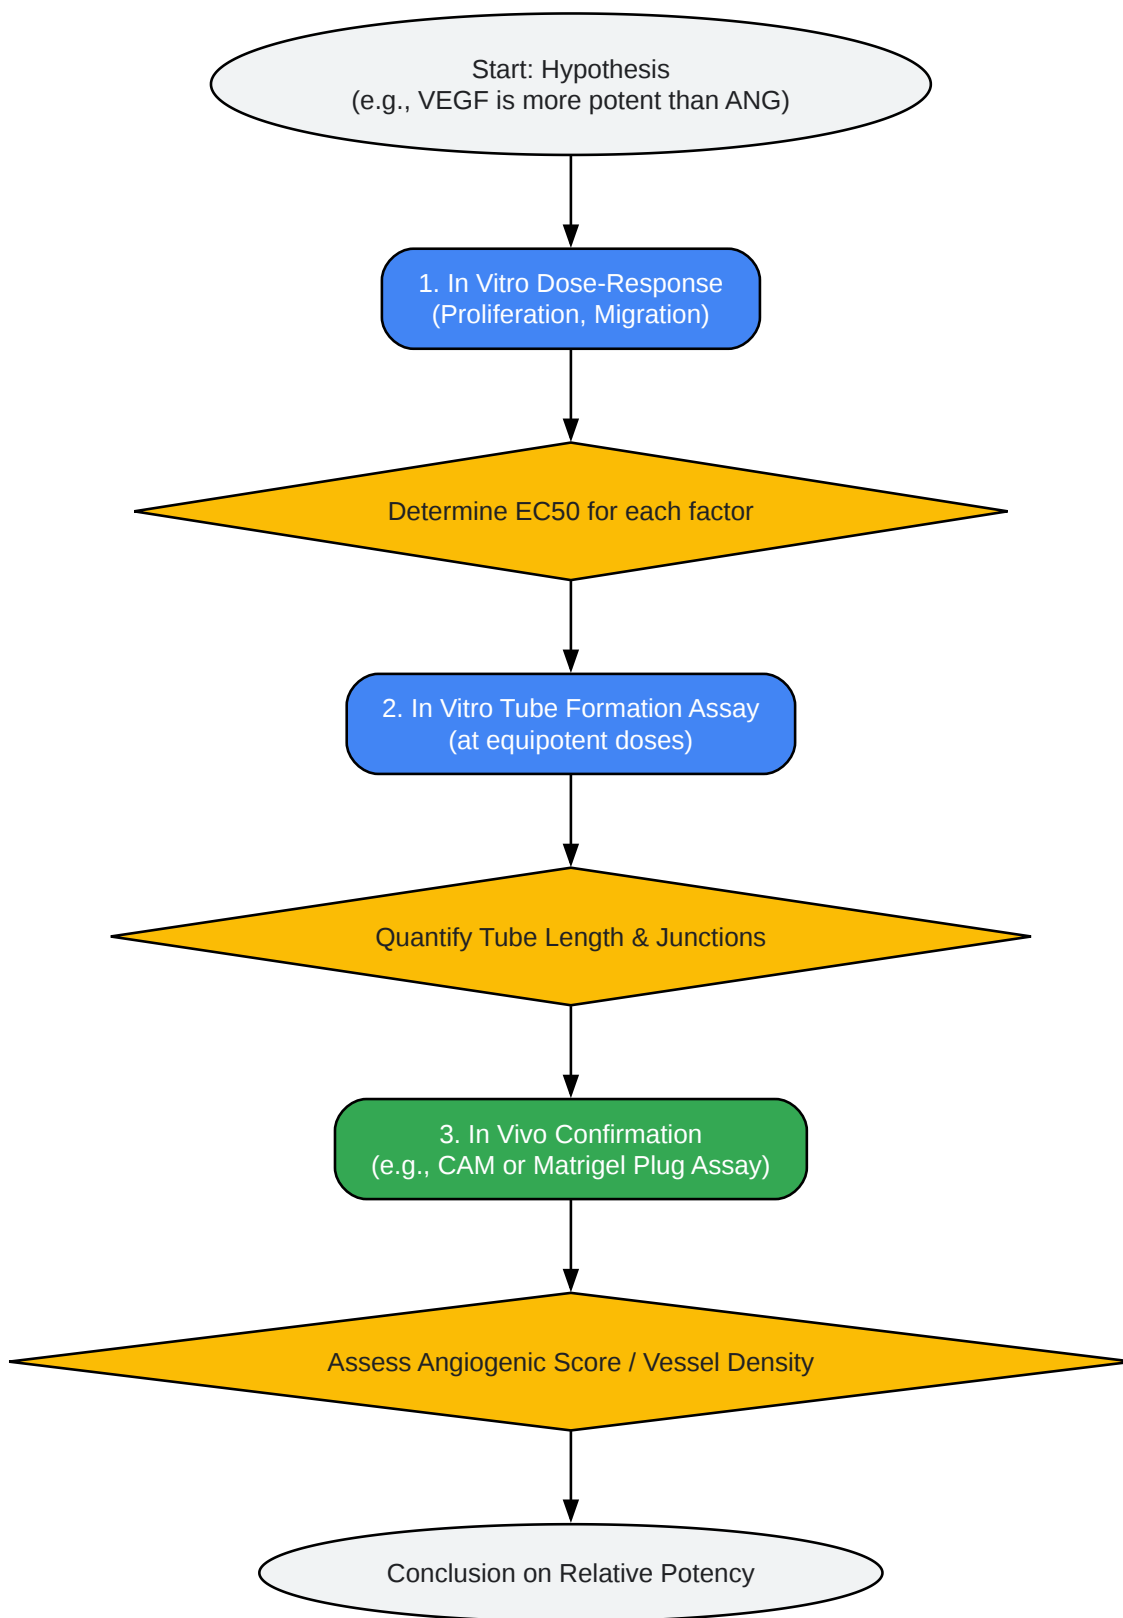 Start: Hypothesis
(e.g., VEGF is more potent than ANG)
1. In Vitro Dose-Response
(Proliferation, Migration)
Determine EC50 for each factor
2. In Vitro Tube Formation Assay
(at equipotent doses)
Quantify Tube Length & Junctions
3. In Vivo Confirmation
(e.g., CAM or Matrigel Plug Assay)
Assess Angiogenic Score / Vessel Density
Conclusion on Relative Potency